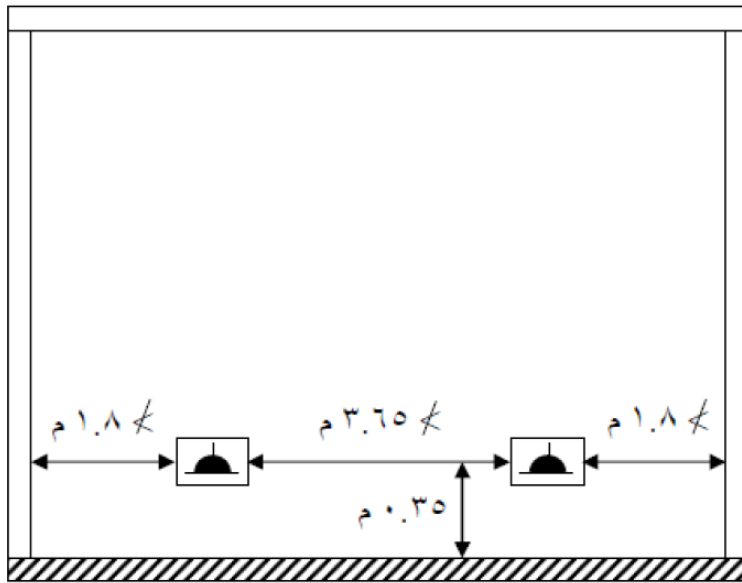 ≯ ١.٨ م
≯ ٣.٦٥ م
≯ ١.٨ م
٠.٣٥ م